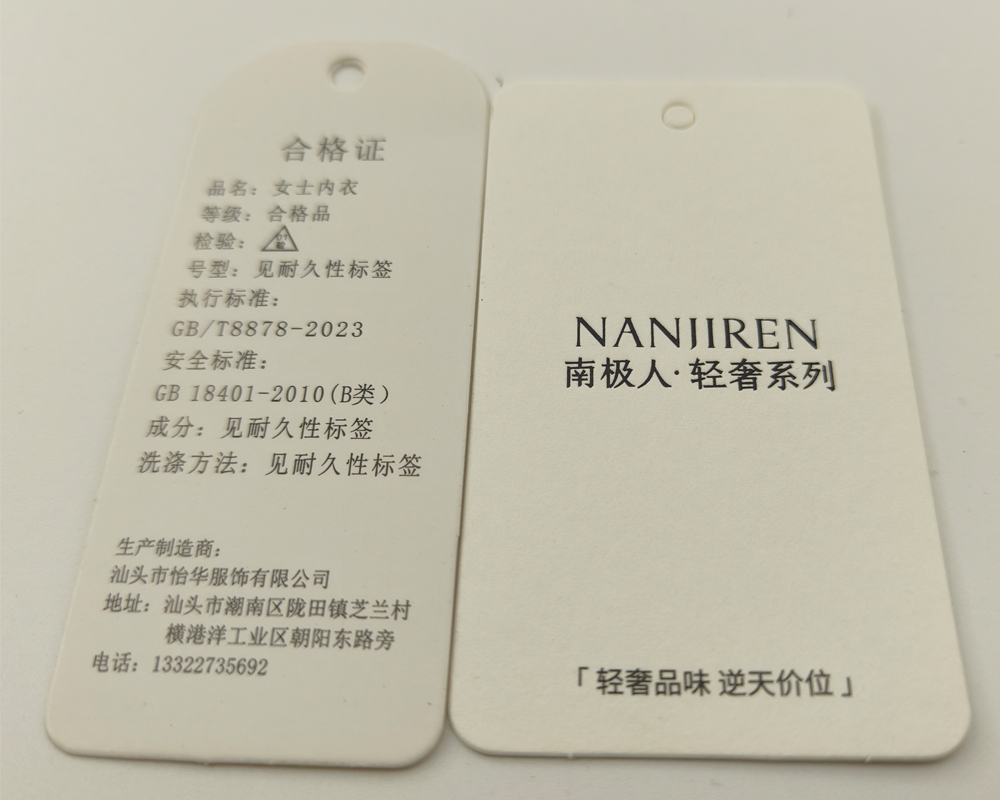 合格证
品名：女士内衣
等级：合格品
检验：
号型：见耐久性标签
执行标准：
GB/T8878-2023
安全标准：
GB 18401-2010(B类）
成分：见耐久性标签
洗涤方法：见耐久性标签
生产制造商：
汕头市怡华服饰有限公司
地址：汕头市潮南区陇田镇芝兰村
横港洋工业区朝阳东路旁
电话：13322735692
NANJIREN
南极人·轻奢系列
「轻奢品味 逆天价位」